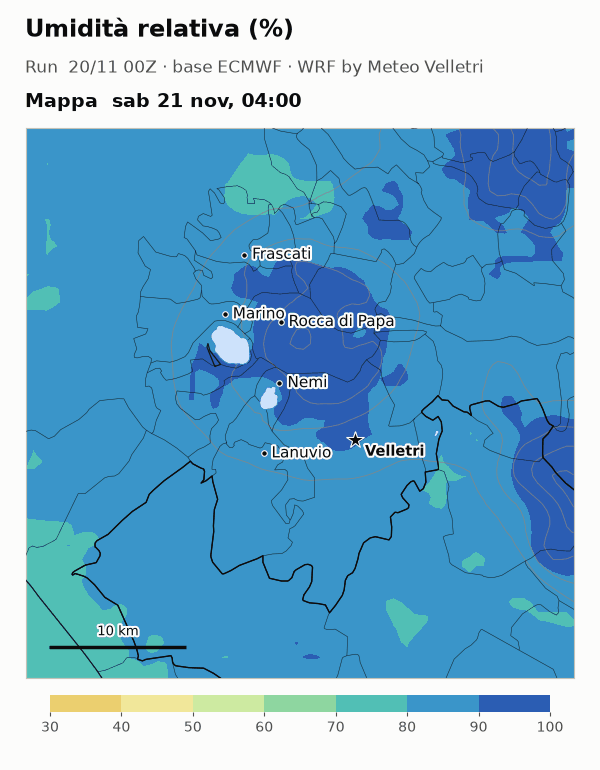 Umidità relativa (%)
Run  20/11 00Z · base ECMWF · WRF by Meteo Velletri
Mappa  sab 21 nov, 04:00
Frascati
Marino
Rocca di Papa
Nemi
Velletri
Lanuvio
10 km
30 40 50 60 70 80 90 100